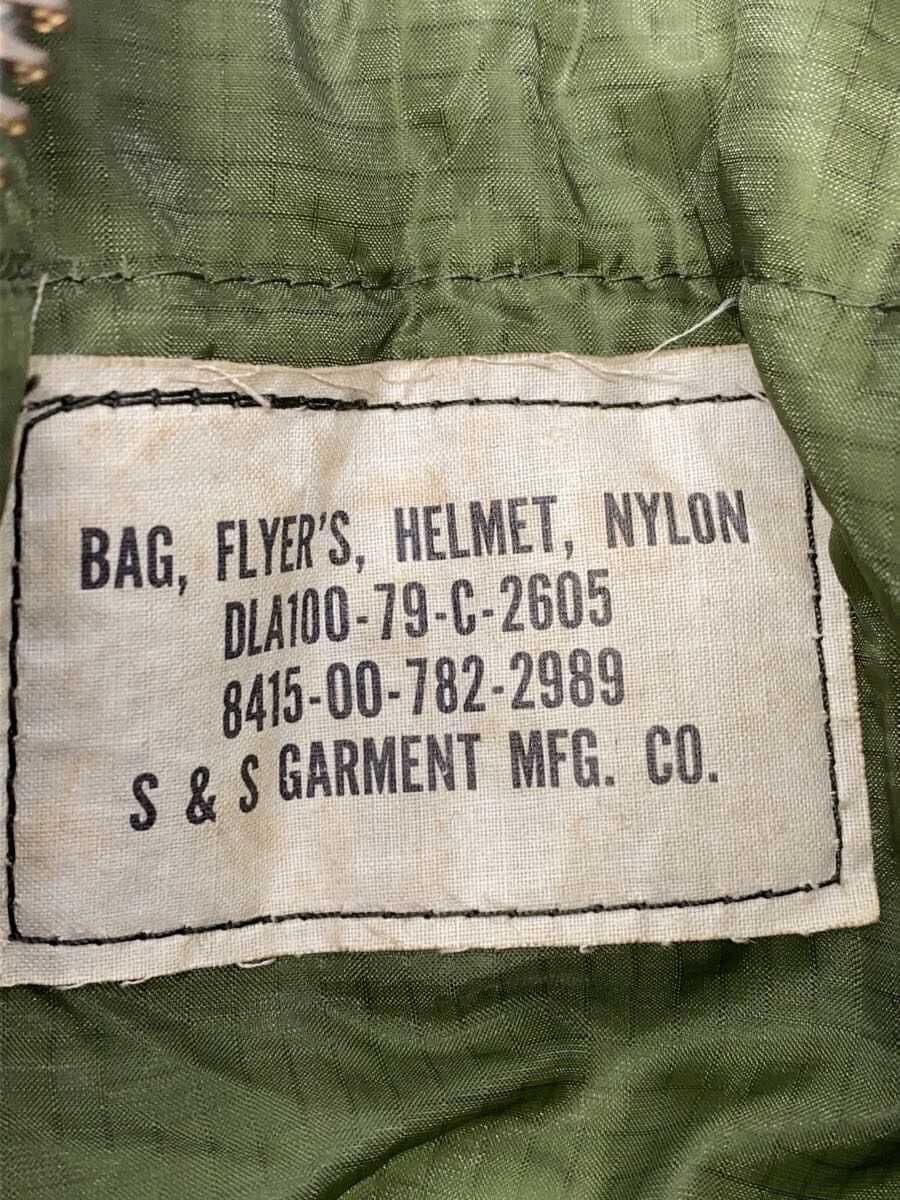 BAG, FLYER'S, HELMET, NYLON
DLA100-79-C-2605
8415-00-782-2989
S & S GARMENT MFG. CO.